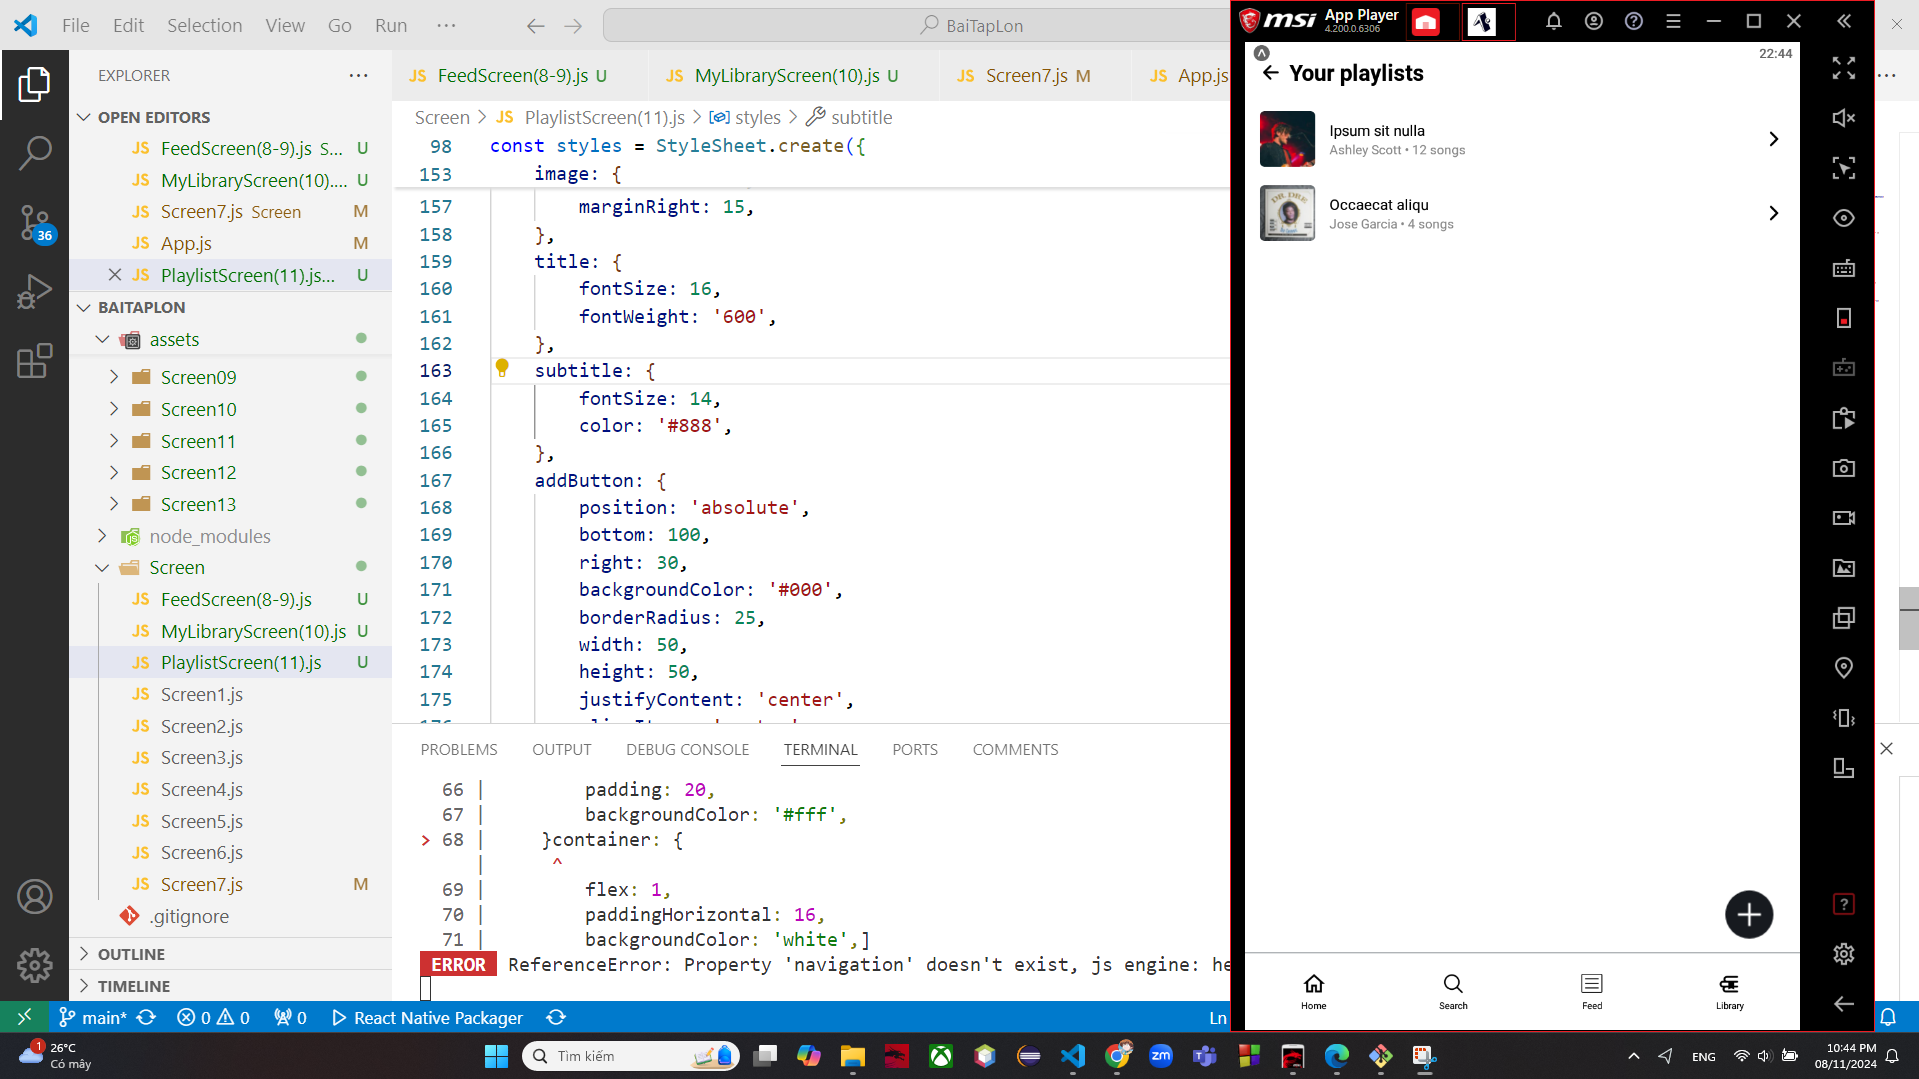 File Edit Selection View Go Run ··· BaiTapLon
msi App Player
4.200.0.6306
EXPLORER ···
OPEN EDITORS
JS FeedScreen(8-9).js S... U
JS MyLibraryScreen(10).... U
JS Screen7.js Screen M
JS App.js M
JS PlaylistScreen(11).js... U
BAITAPLON
assets
Screen09
Screen10
Screen11
Screen12
Screen13
node_modules
Screen
JS FeedScreen(8-9).js U
JS MyLibraryScreen(10).js U
JS PlaylistScreen(11).js U
JS Screen1.js
JS Screen2.js
JS Screen3.js
JS Screen4.js
JS Screen5.js
JS Screen6.js
JS Screen7.js M
.gitignore
OUTLINE
TIMELINE
36
JS FeedScreen(8-9).js U JS MyLibraryScreen(10).js U JS Screen7.js M JS App.js
Screen > JS PlaylistScreen(11).js > styles > subtitle
98 const styles = StyleSheet.create({
153 image: {
157 marginRight: 15,
158 },
159 title: {
160 fontSize: 16,
161 fontWeight: '600',
162 },
163 subtitle: {
164 fontSize: 14,
165 color: '#888',
166 },
167 addButton: {
168 position: 'absolute',
169 bottom: 100,
170 right: 30,
171 backgroundColor: '#000',
172 borderRadius: 25,
173 width: 50,
174 height: 50,
175 justifyContent: 'center',
PROBLEMS OUTPUT DEBUG CONSOLE TERMINAL PORTS COMMENTS
66 | padding: 20,
67 | backgroundColor: '#fff',
> 68 | }container: {
| ^
69 | flex: 1,
70 | paddingHorizontal: 16,
71 | backgroundColor: 'white',]
ERROR ReferenceError: Property 'navigation' doesn't exist, js engine: he
22:44
Your playlists
Ipsum sit nulla
Ashley Scott • 12 songs
DR. DRE
Occaecat aliqu
Jose Garcia • 4 songs
Home Search Feed Library
main* 0 0 0 React Native Packager Ln
1 26°C
Có mây
Tìm kiếm
zm
ENG
10:44 PM
08/11/2024